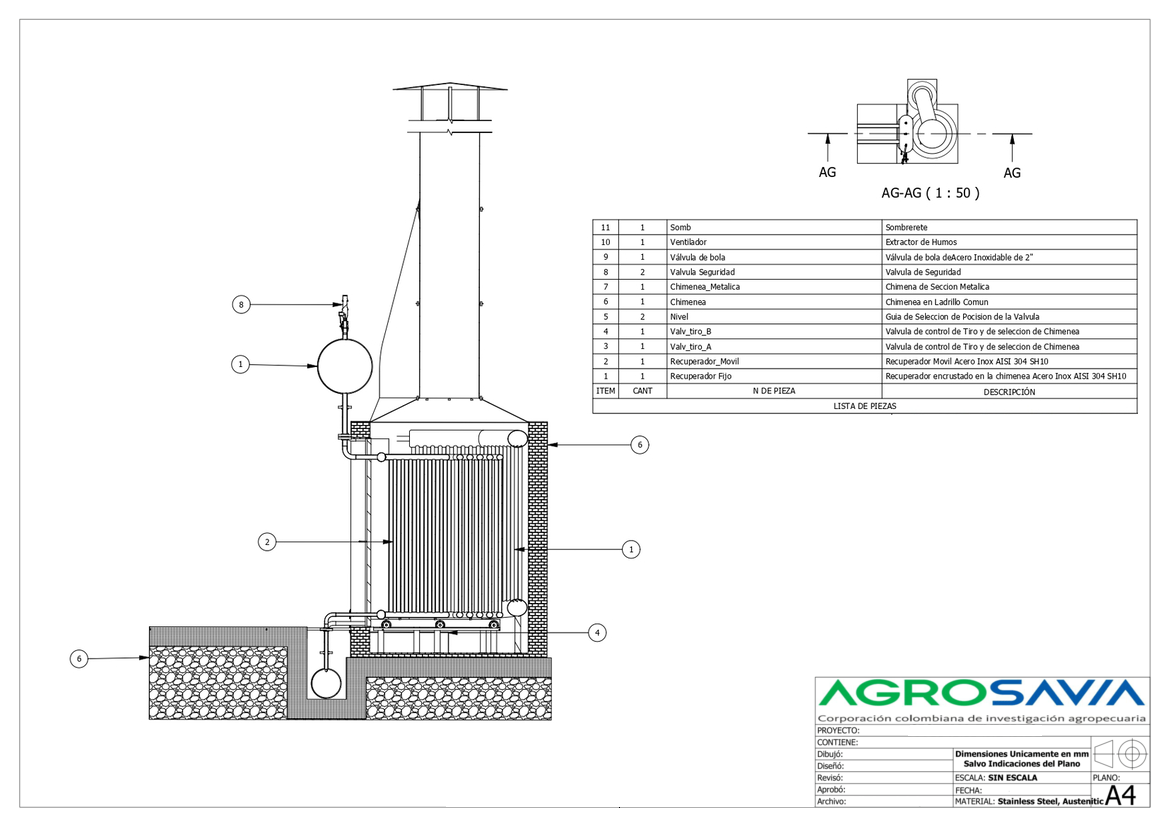 AG
AG
AG-AG ( 1 : 50 )
11 1 Somb Sombrerete
10 1 Ventilador Extractor de Humos
9 1 Válvula de bola Válvula de bola deAcero Inoxidable de 2"
8 2 Valvula Seguridad Valvula de Seguridad
7 1 Chimenea_Metalica Chimena de Seccion Metalica
6 1 Chimenea Chimenea en Ladrillo Comun
5 2 Nivel Guia de Seleccion de Pocision de la Valvula
4 1 Valv_tiro_B Valvula de control de Tiro y de seleccion de Chimenea
3 1 Valv_tiro_A Valvula de control de Tiro y de seleccion de Chimenea
2 1 Recuperador_Movil Recuperador Movil Acero Inox AISI 304 SH10
1 1 Recuperador Fijo Recuperador encrustado en la chimenea Acero Inox AISI 304 SH10
ITEM CANT N DE PIEZA DESCRIPCIÓN
LISTA DE PIEZAS
8
1
6
2
1
4
6
AGROSAVIA
Corporación colombiana de investigación agropecuaria
PROYECTO:
CONTIENE:
Dibujó:
Diseñó:
Revisó:
Aprobó:
Archivo:
Dimensiones Unicamente en mm
Salvo Indicaciones del Plano
ESCALA: SIN ESCALA
PLANO:
FECHA:
MATERIAL: Stainless Steel, Austenitic
A4